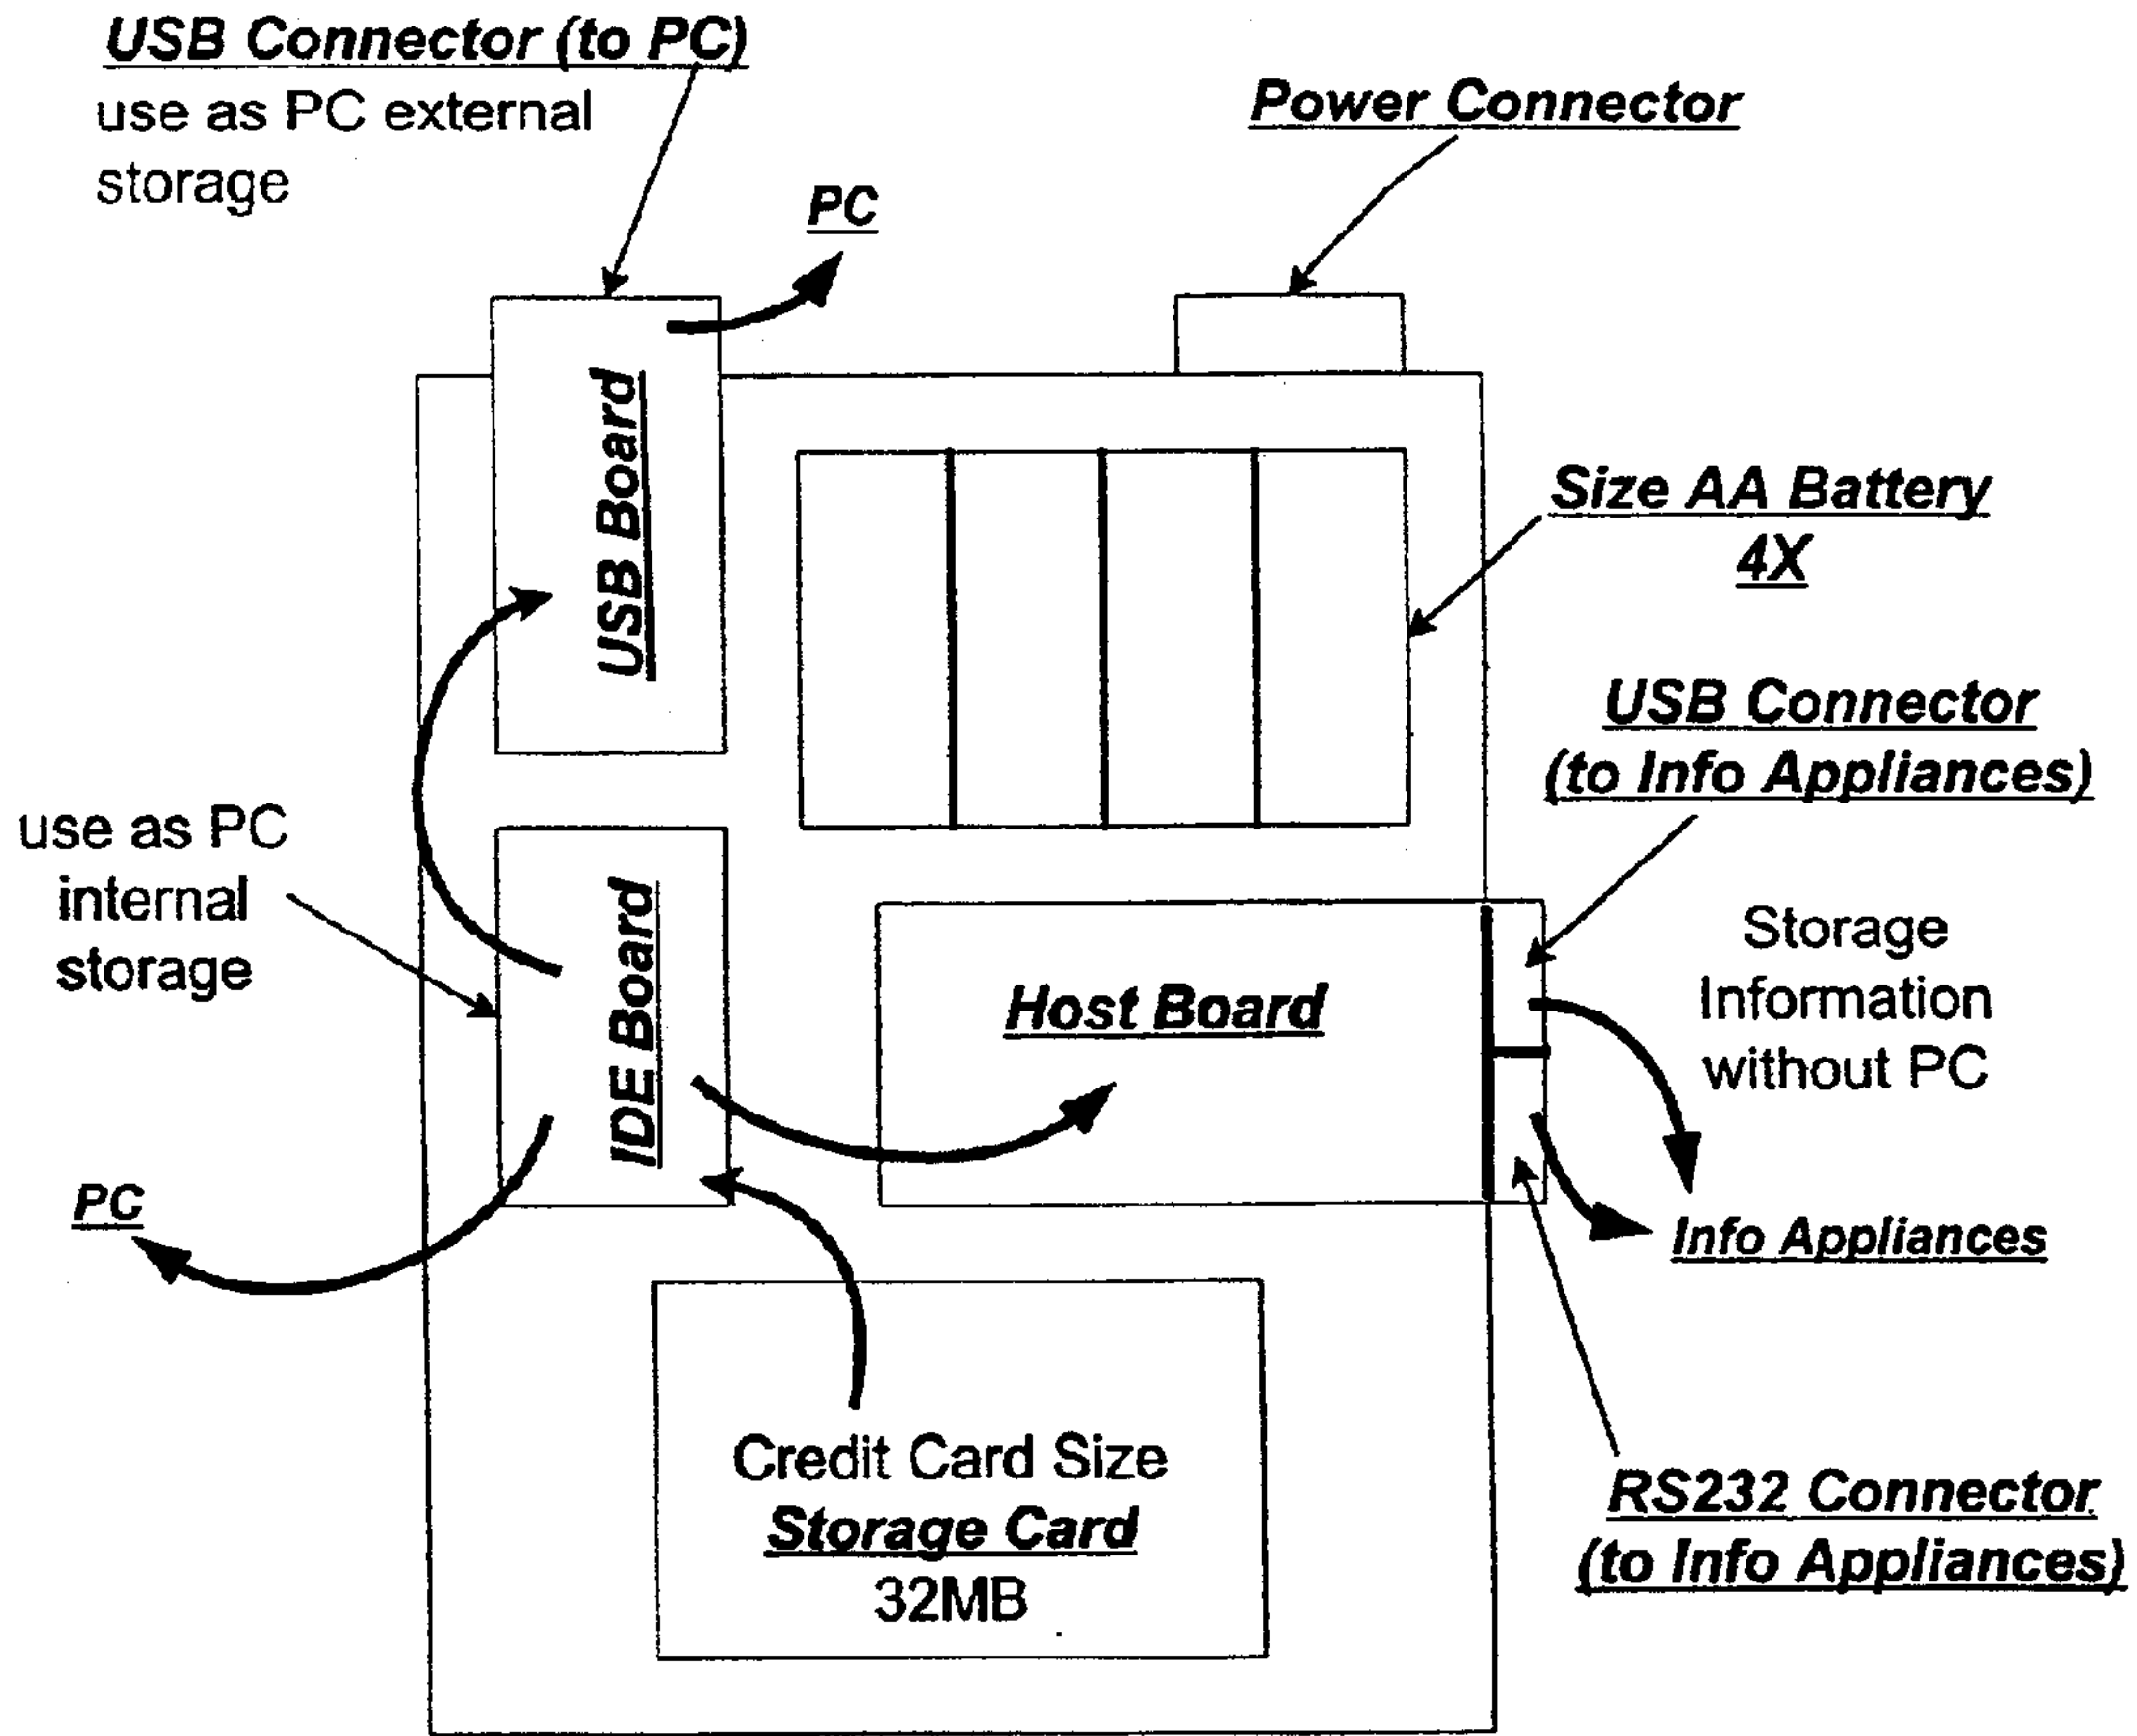 USB Connector (to PC)
use as PC external
storage
Power Connector
PC
USB Board
Size AA Battery
4X
USB Connector
(to Info Appliances)
use as PC
internal
storage
IDE Board
Host Board
Storage
Information
without PC
PC
Info Appliances
Credit Card Size
Storage Card
32MB
RS232 Connector
(to Info Appliances)